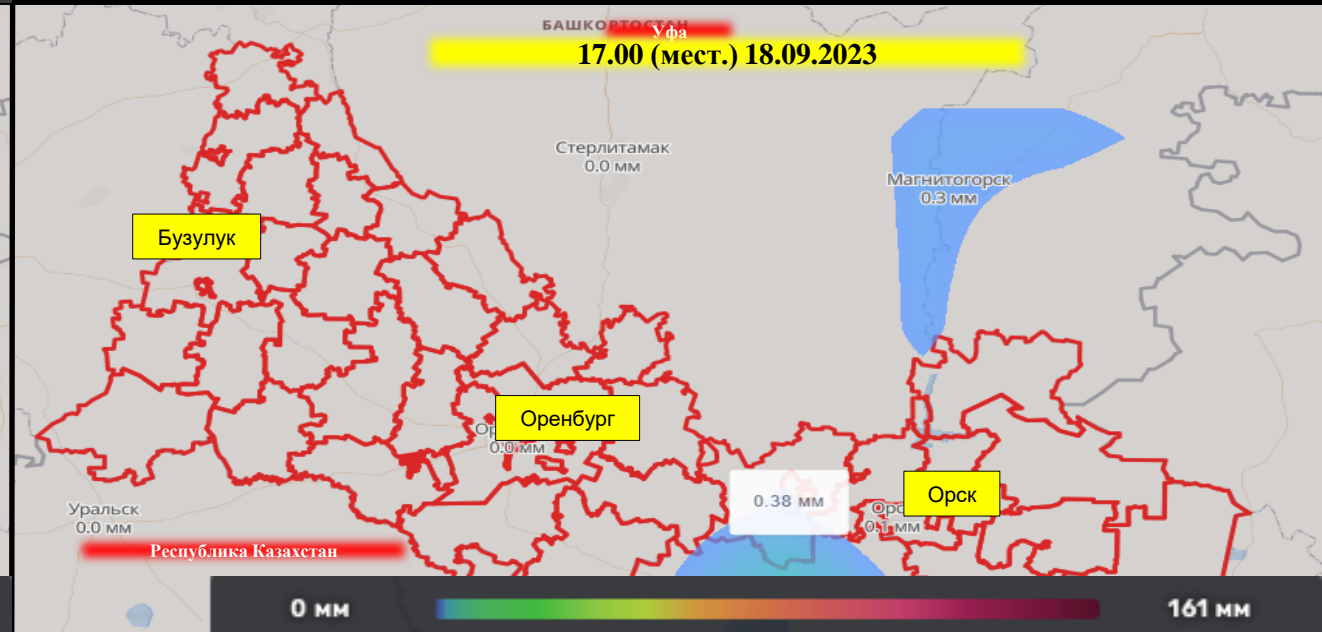 БАШКОРТОСТАН
Уфа
17.00 (мест.) 18.09.2023
Стерлитамак
0.0 мм
Магнитогорск
0.3 мм
Бузулук
Оренбург
Ор
0.0 мм
0.38 мм
Орск
Орс
0.1 мм
Уральск
0.0 мм
Республика Казахстан
0 мм
161 мм